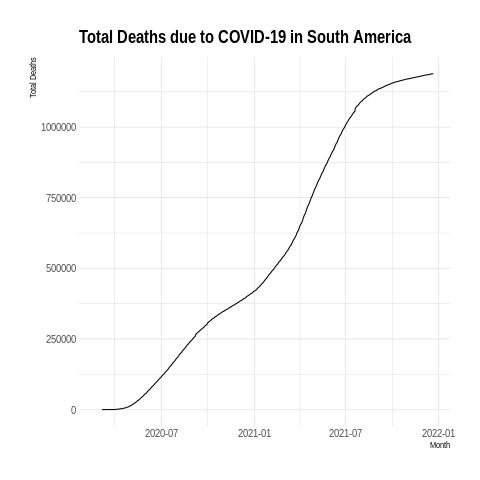 Total Deaths due to COVID-19 in South America
Total Deaths
1000000
750000
500000
250000
0
2020-07 2021-01 2021-07 2022-01
Month